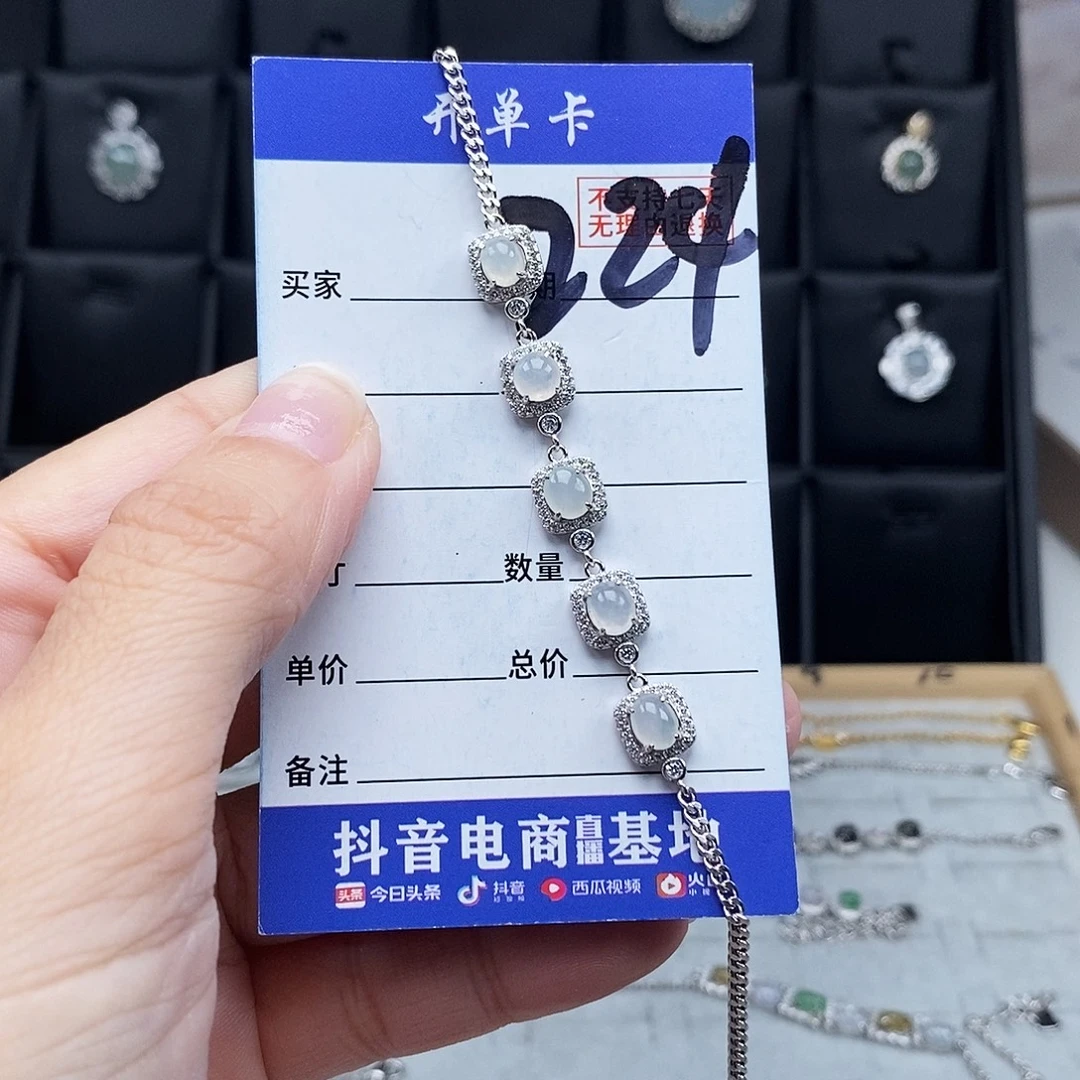 开单卡
224
不支持七天
无理由退换
买家 期
数量
单价 总价
备注
抖音电商直播基地
头条 今日头条 抖音 西瓜视频